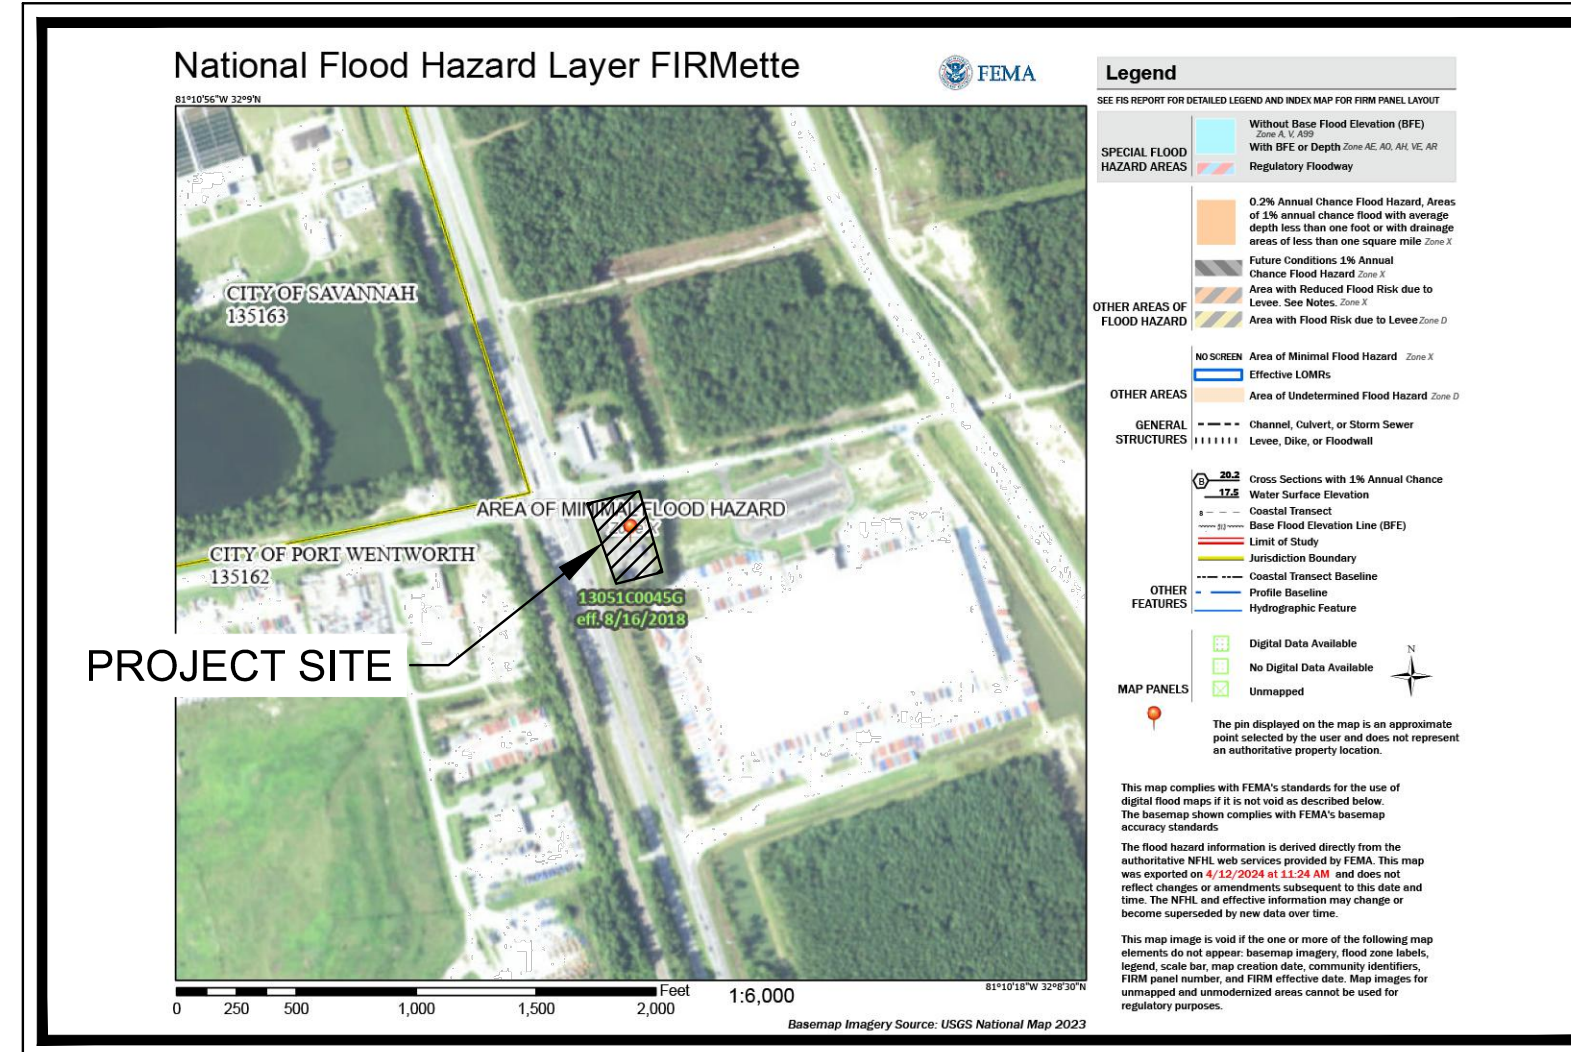 National Flood Hazard Layer FIRMette
FEMA
81°10'56"W 32°9'N
CITY OF SAVANNAH
135163
AREA OF MINIMAL FLOOD HAZARD
Zone X
CITY OF PORT WENTWORTH
135162
13051C0045G
eff. 8/16/2018
PROJECT SITE
81°10'18"W 32°8'30"N
Feet
1:6,000
0 250 500 1,000 1,500 2,000
Basemap Imagery Source: USGS National Map 2023
Legend
SEE FIS REPORT FOR DETAILED LEGEND AND INDEX MAP FOR FIRM PANEL LAYOUT
SPECIAL FLOOD
HAZARD AREAS
Without Base Flood Elevation (BFE)
Zone A, V, A99
With BFE or Depth Zone AE, AO, AH, VE, AR
Regulatory Floodway
OTHER AREAS OF
FLOOD HAZARD
0.2% Annual Chance Flood Hazard, Areas
of 1% annual chance flood with average
depth less than one foot or with drainage
areas of less than one square mile Zone X
Future Conditions 1% Annual
Chance Flood Hazard Zone X
Area with Reduced Flood Risk due to
Levee. See Notes. Zone X
Area with Flood Risk due to Levee Zone D
OTHER AREAS
NO SCREEN Area of Minimal Flood Hazard Zone X
Effective LOMRs
Area of Undetermined Flood Hazard Zone D
GENERAL
STRUCTURES
Channel, Culvert, or Storm Sewer
Levee, Dike, or Floodwall
OTHER
FEATURES
B 20.2 Cross Sections with 1% Annual Chance
17.5 Water Surface Elevation
8 Coastal Transect
513 Base Flood Elevation Line (BFE)
Limit of Study
Jurisdiction Boundary
Coastal Transect Baseline
Profile Baseline
Hydrographic Feature
MAP PANELS
Digital Data Available
No Digital Data Available
Unmapped
N
The pin displayed on the map is an approximate
point selected by the user and does not represent
an authoritative property location.
This map complies with FEMA's standards for the use of
digital flood maps if it is not void as described below.
The basemap shown complies with FEMA's basemap
accuracy standards
The flood hazard information is derived directly from the
authoritative NFHL web services provided by FEMA. This map
was exported on 4/12/2024 at 11:24 AM and does not
reflect changes or amendments subsequent to this date and
time. The NFHL and effective information may change or
become superseded by new data over time.
This map image is void if the one or more of the following map
elements do not appear: basemap imagery, flood zone labels,
legend, scale bar, map creation date, community identifiers,
FIRM panel number, and FIRM effective date. Map images for
unmapped and unmodernized areas cannot be used for
regulatory purposes.